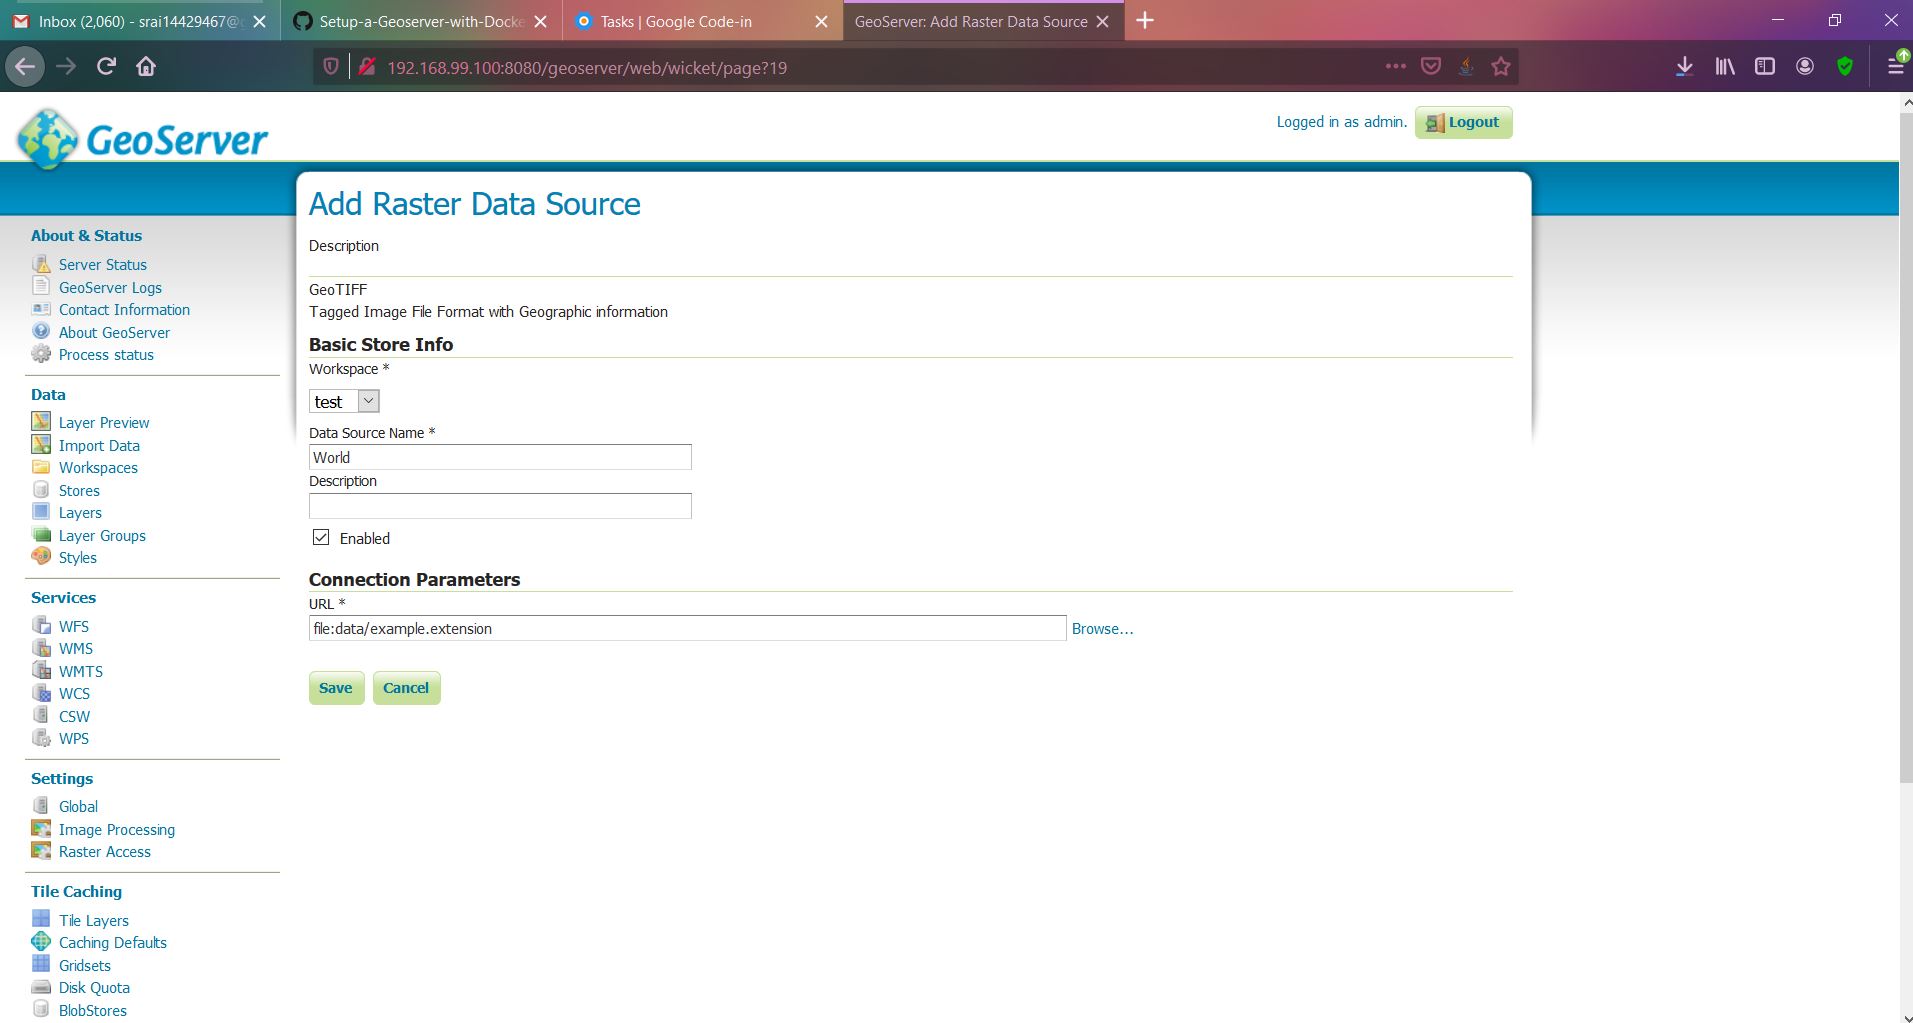 Inbox (2,060) - srai14429467@
Setup-a-Geoserver-with-Docke
Tasks | Google Code-in
GeoServer: Add Raster Data Source
192.168.99.100:8080/geoserver/web/wicket/page?19
GeoServer
Logged in as admin.
Logout
About & Status
Server Status
GeoServer Logs
Contact Information
About GeoServer
Process status
Data
Layer Preview
Import Data
Workspaces
Stores
Layers
Layer Groups
Styles
Services
WFS
WMS
WMTS
WCS
CSW
WPS
Settings
Global
Image Processing
Raster Access
Tile Caching
Tile Layers
Caching Defaults
Gridsets
Disk Quota
BlobStores
Add Raster Data Source
Description
GeoTIFF
Tagged Image File Format with Geographic information
Basic Store Info
Workspace *
test
Data Source Name *
World
Description
Enabled
Connection Parameters
URL *
file:data/example.extension
Browse...
Save
Cancel